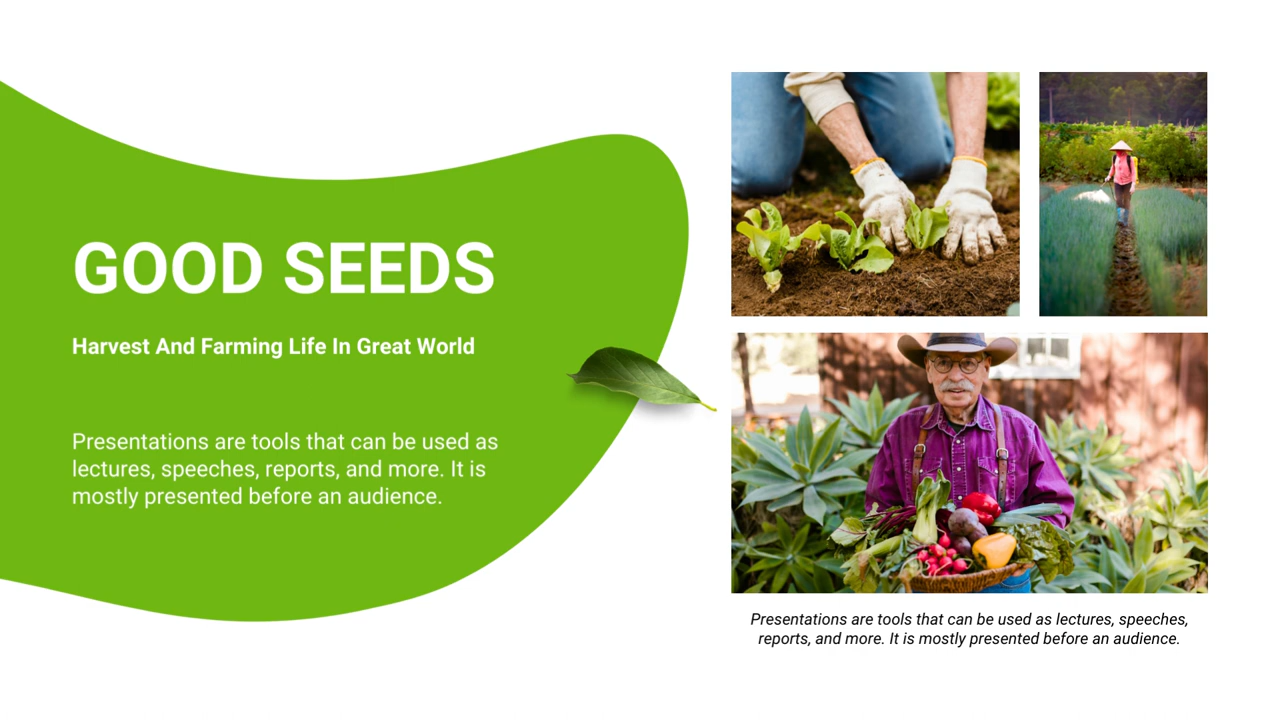 GOOD SEEDS
Harvest And Farming Life In Great World
Presentations are tools that can be used as
lectures, speeches, reports, and more. It is
mostly presented before an audience.
Presentations are tools that can be used as lectures, speeches,
reports, and more. It is mostly presented before an audience.